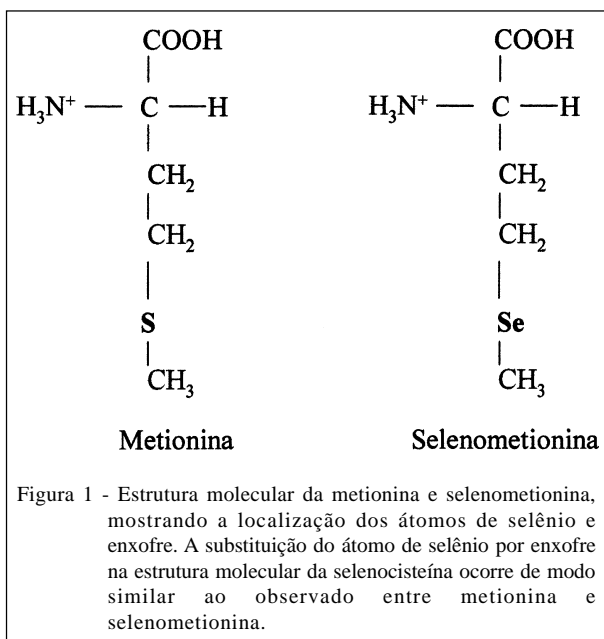 COOH COOH
H₃N⁺ — C — H H₃N⁺ — C — H
CH₂ CH₂
CH₂ CH₂
S Se
CH₃ CH₃
Metionina Selenometionina
Figura 1 - Estrutura molecular da metionina e selenometionina,
mostrando a localização dos átomos de selênio e
enxofre. A substituição do átomo de selênio por enxofre
na estrutura molecular da selenocisteína ocorre de modo
similar ao observado entre metionina e
selenometionina.